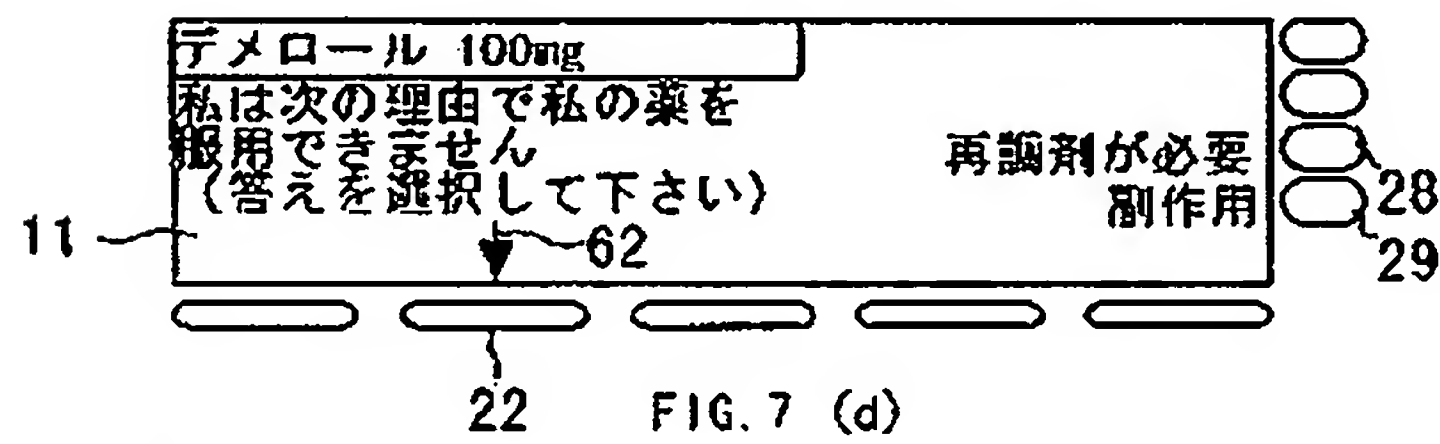 デメロール 100mg
私は次の理由で私の薬を
服用できません
(答えを選択して下さい)
再調剤が必要
副作用
11
62
28
29
22
FIG. 7 (d)